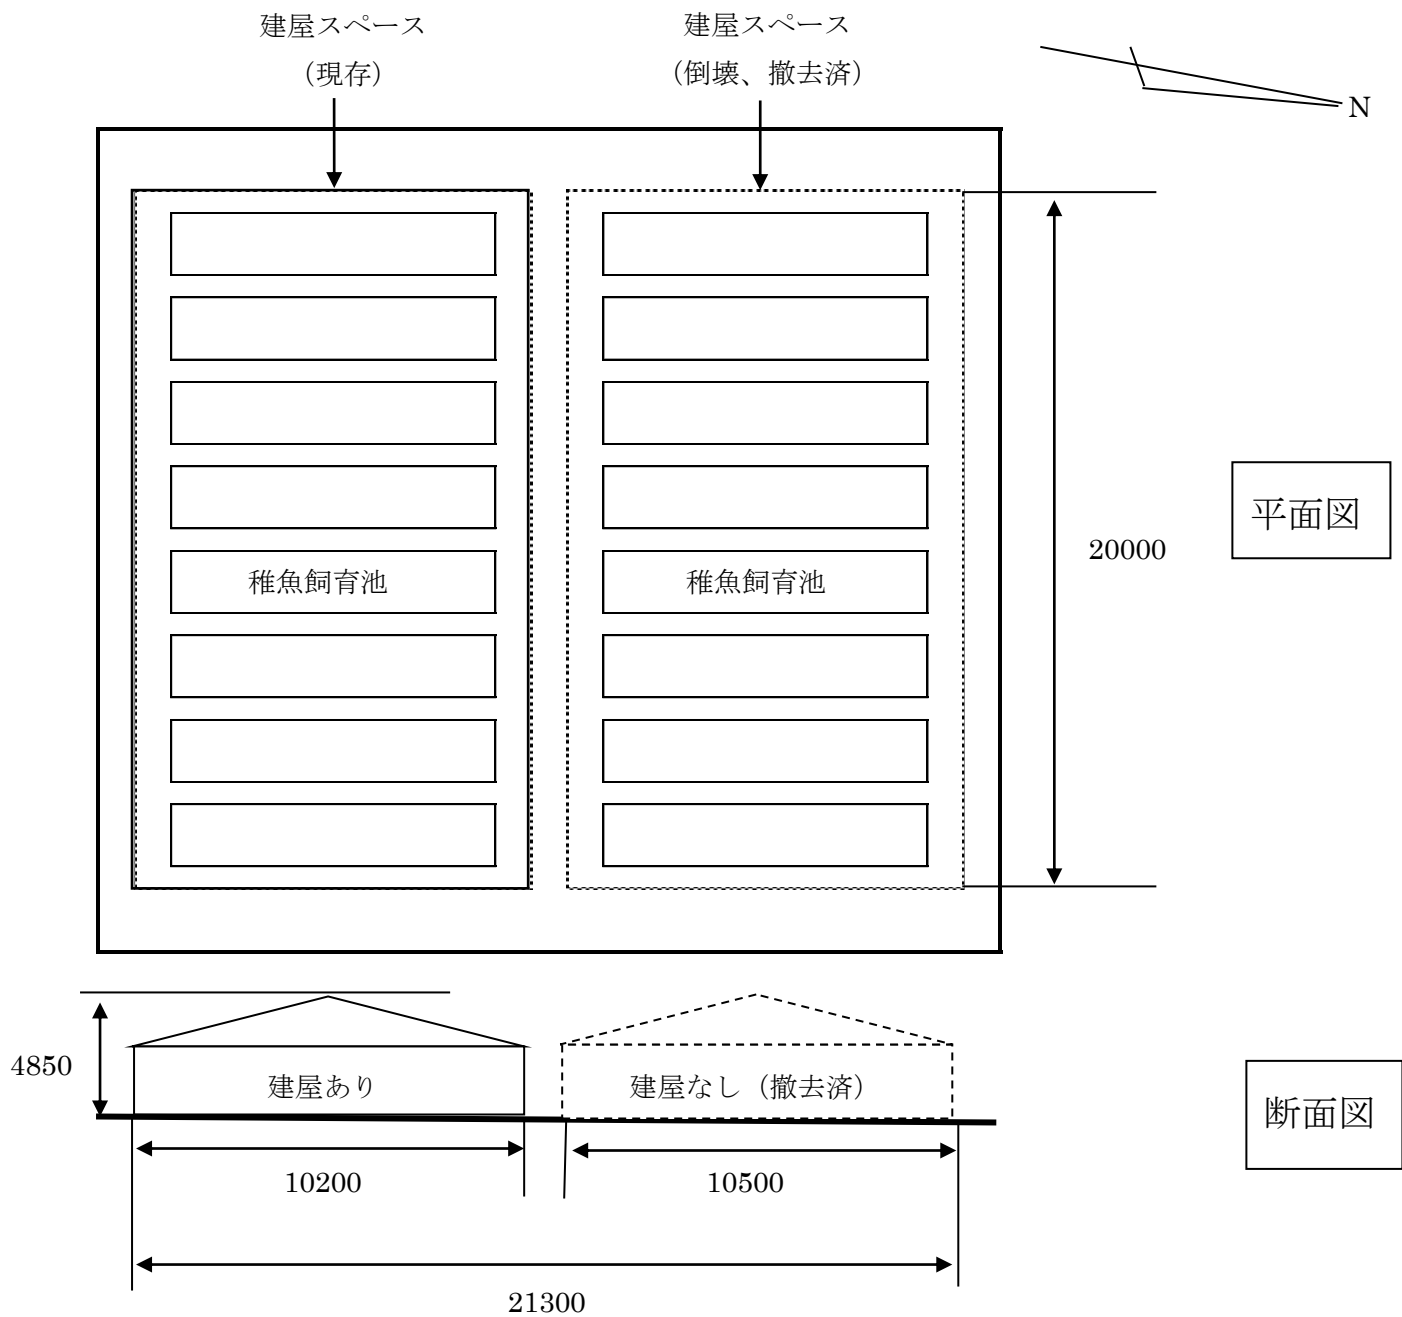 建屋スペース
（現存）
建屋スペース
（倒壊、撤去済）
N
稚魚飼育池
稚魚飼育池
20000
平面図
4850
建屋あり
建屋なし（撤去済）
断面図
10200
10500
21300